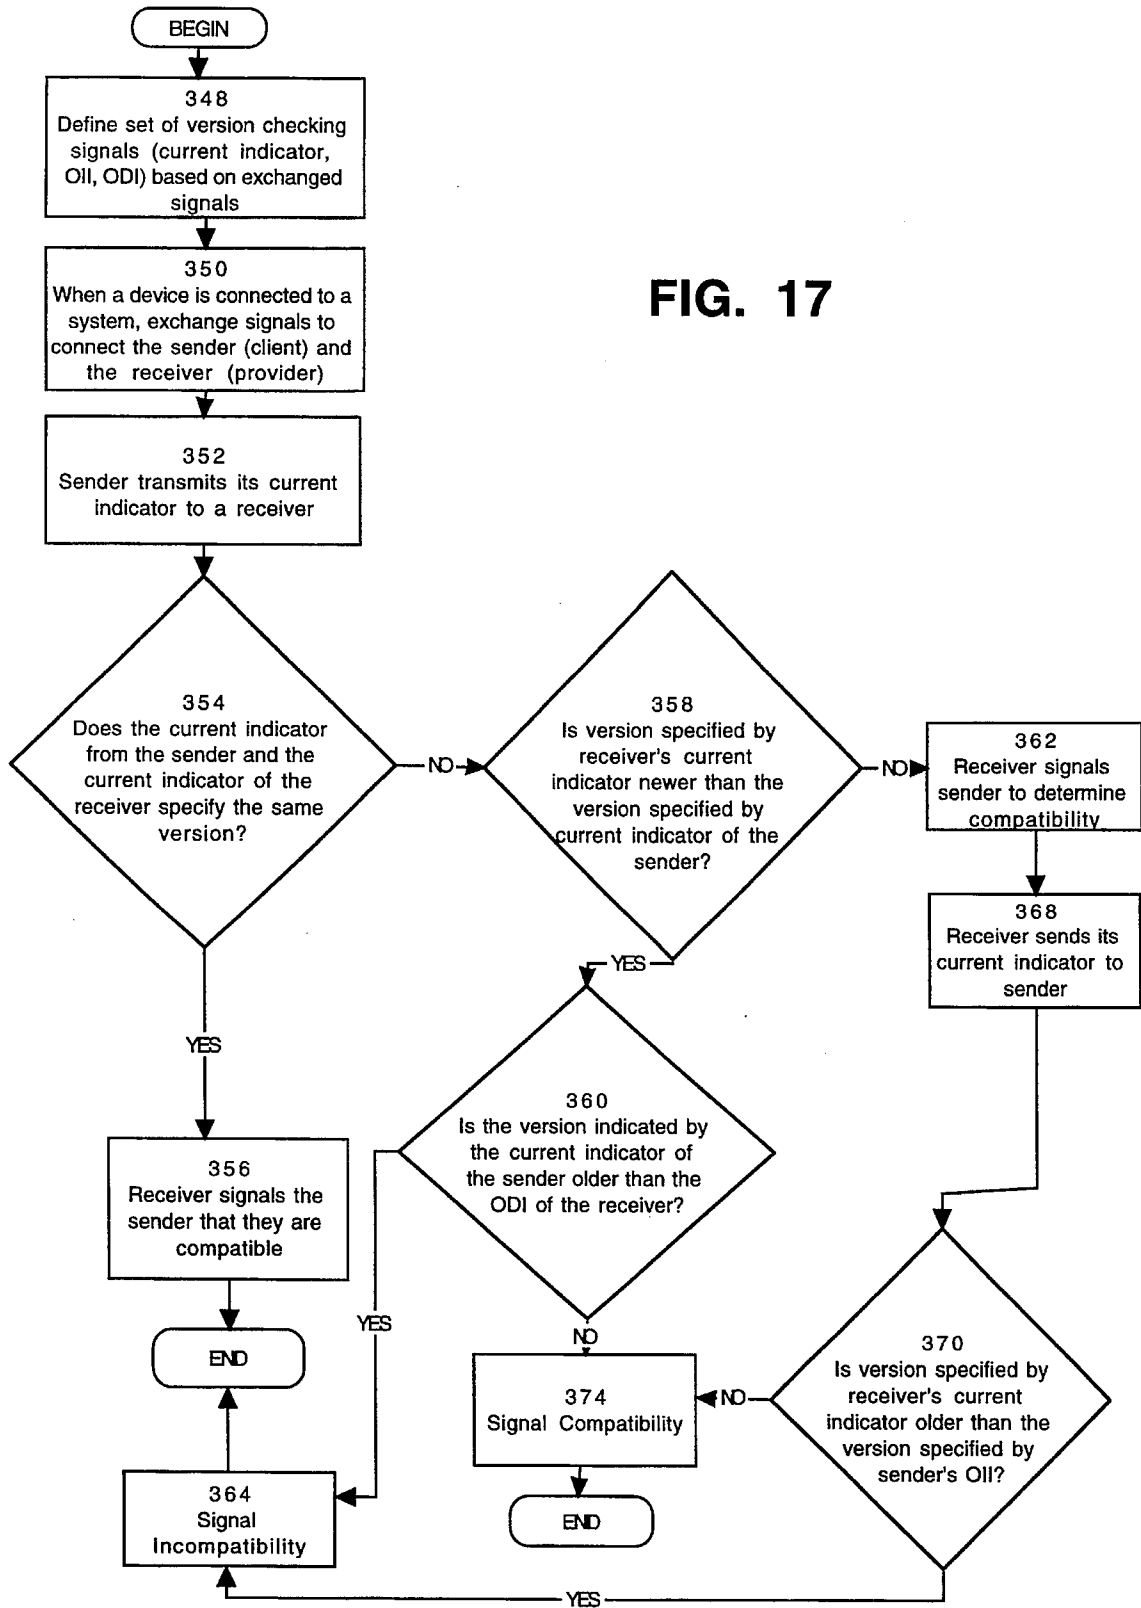 BEGIN
348
Define set of version checking
signals (current indicator,
OII, ODI) based on exchanged
signals
350
When a device is connected to a
system, exchange signals to
connect the sender (client) and
the receiver (provider)
FIG. 17
352
Sender transmits its current
indicator to a receiver
354
Does the current indicator
from the sender and the
current indicator of the
receiver specify the same
version?
NO
358
Is version specified by
receiver's current
indicator newer than the
version specified by
current indicator of the
sender?
NO
362
Receiver signals
sender to determine
compatibility
368
Receiver sends its
current indicator to
sender
YES
YES
360
Is the version indicated by
the current indicator of
the sender older than the
ODI of the receiver?
356
Receiver signals the
sender that they are
compatible
YES
NO
END
370
Is version specified by
receiver's current
indicator older than the
version specified by
sender's OII?
NO
374
Signal Compatibility
364
Signal
Incompatibility
END
YES